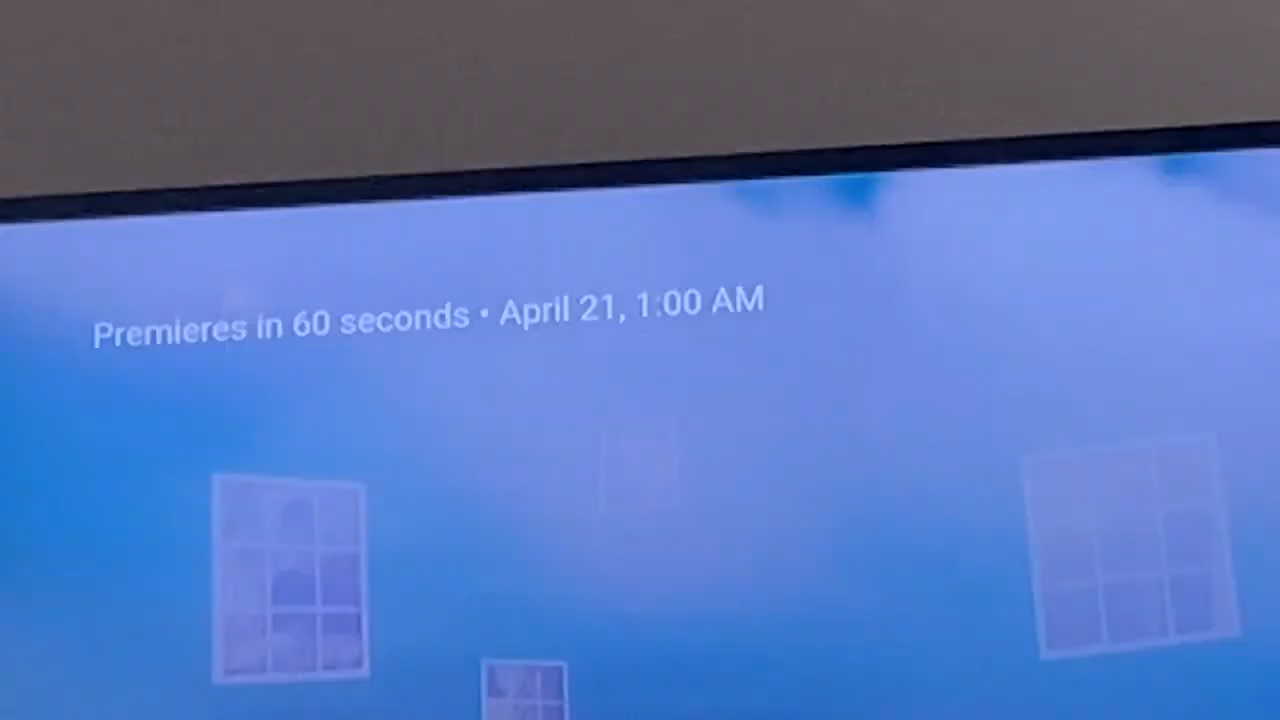 Premieres in 60 seconds • April 21, 1:00 AM